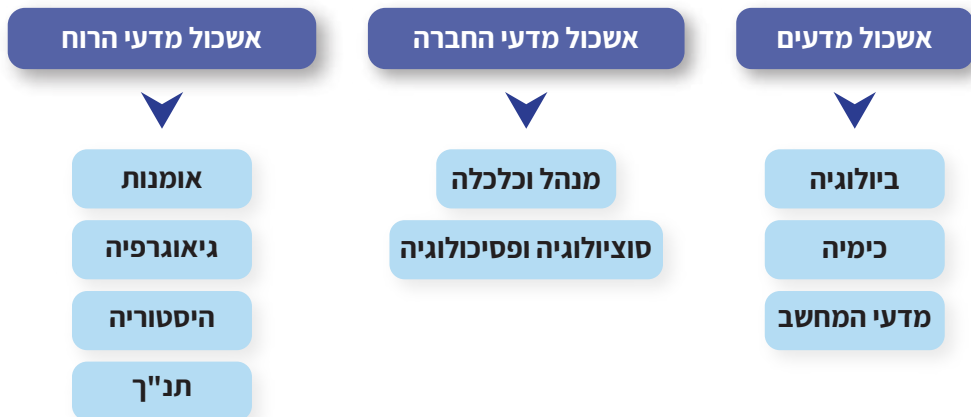 אשכול מדעים
ביולוגיה
כימיה
מדעי המחשב
אשכול מדעי החברה
מנהל וכלכלה
סוציולוגיה ופסיכולוגיה
אשכול מדעי הרוח
אומנות
גיאוגרפיה
היסטוריה
תנ"ך